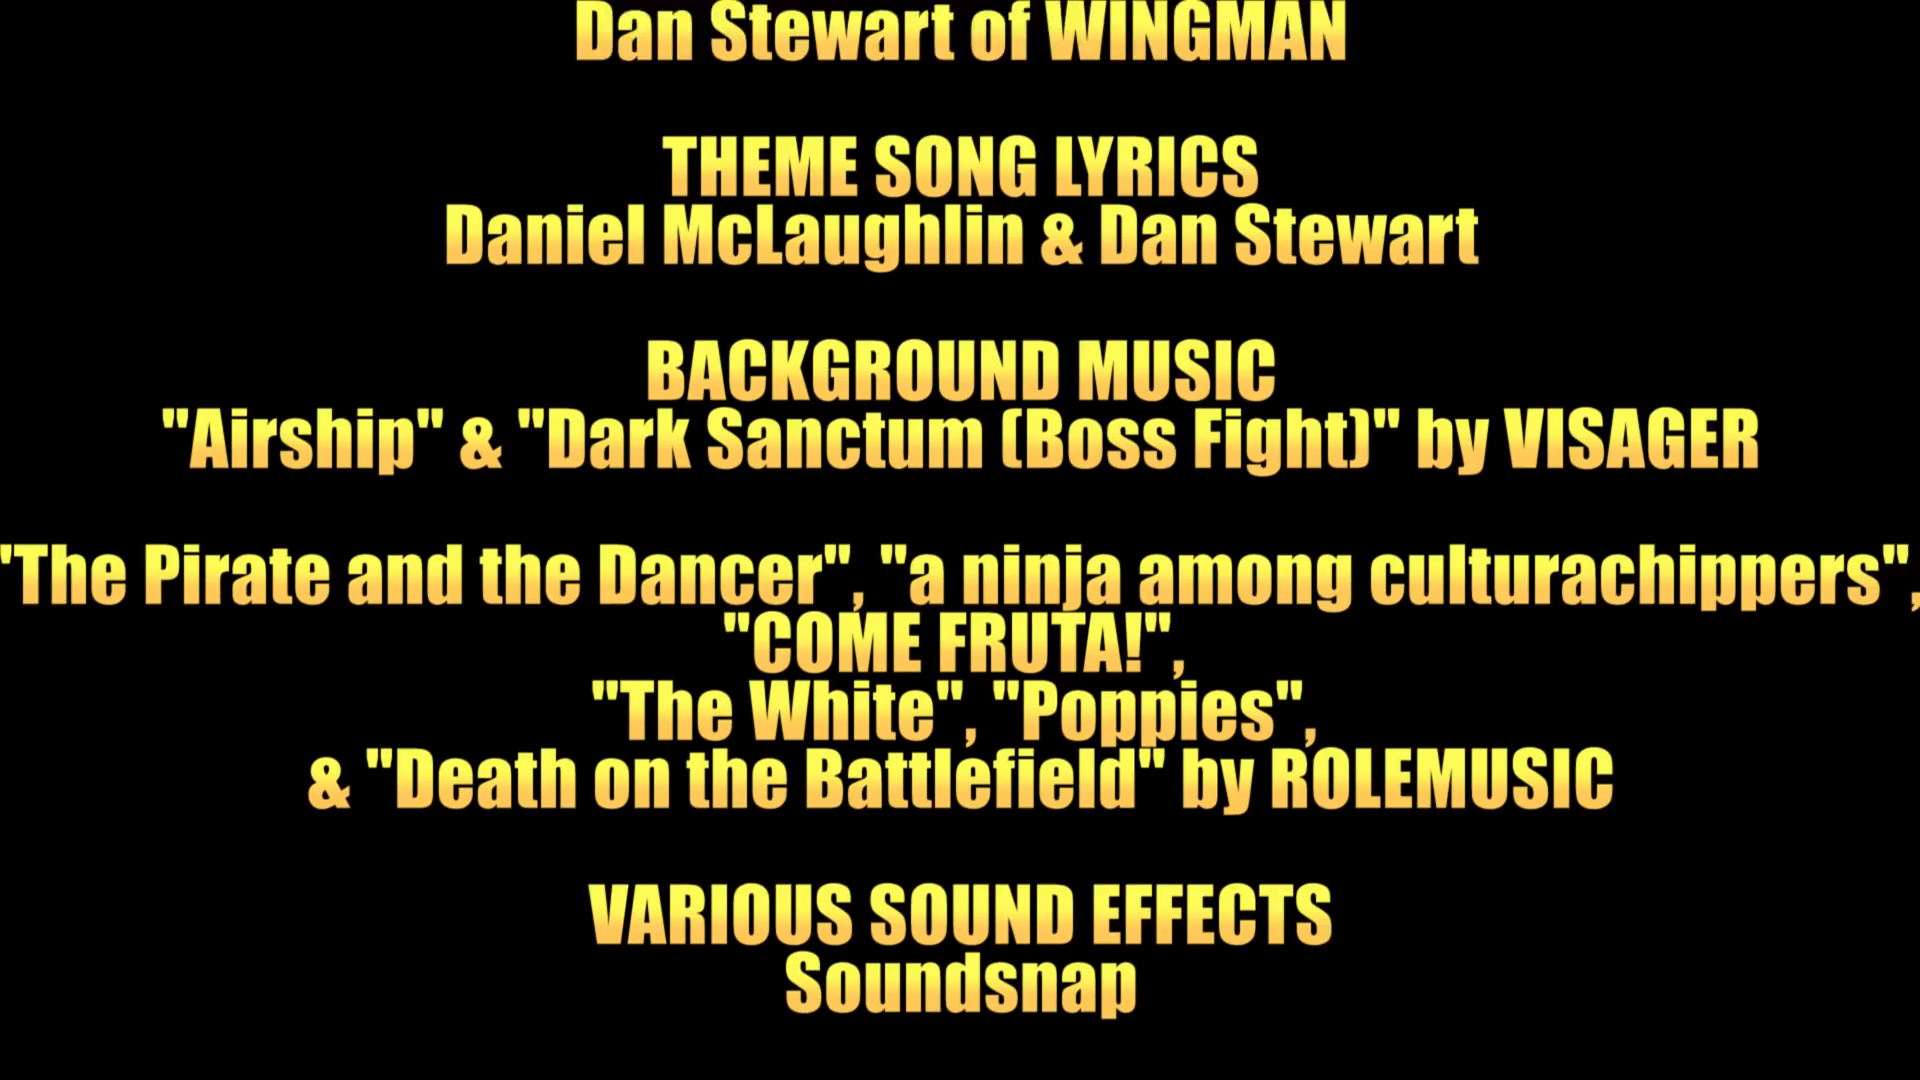 Dan Stewart of WINGMAN
THEME SONG LYRICS
Daniel McLaughlin & Dan Stewart
BACKGROUND MUSIC
"Airship" & "Dark Sanctum (Boss Fight)" by VISAGER
"The Pirate and the Dancer", "a ninja among culturachippers",
"COME FRUTA!",
"The White", "Poppies",
& "Death on the Battlefield" by ROLEMUSIC
VARIOUS SOUND EFFECTS
Soundsnap